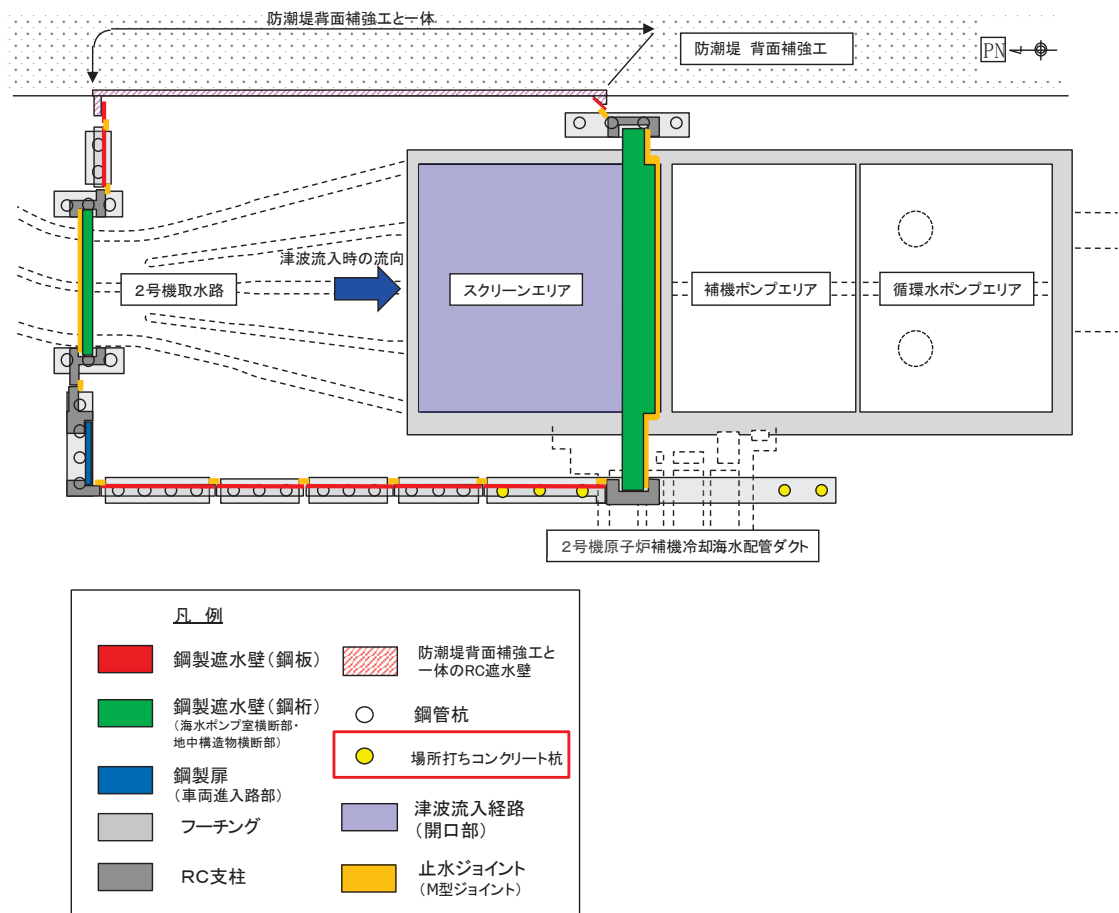 防潮堤背面補強工と一体
防潮堤 背面補強工
PN
津波流入時の流向
2号機取水路
スクリーンエリア
補機ポンプエリア
循環水ポンプエリア
2号機原子炉補機冷却海水配管ダクト
凡 例
鋼製遮水壁(鋼板)
鋼製遮水壁(鋼桁)
(海水ポンプ室横断部・
地中構造物横断部)
鋼製扉
(車両進入路部)
フーチング
RC支柱
防潮堤背面補強工と
一体のRC遮水壁
鋼管杭
場所打ちコンクリート杭
津波流入経路
(開口部)
止水ジョイント
(M型ジョイント)